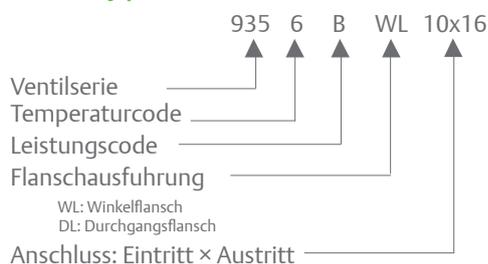 935 6 B WL 10x16
Ventilserie
Temperaturcode
Leistungscode
Flanschausfuhrung
WL: Winkelflansch
DL: Durchgangsflansch
Anschluss: Eintritt × Austritt